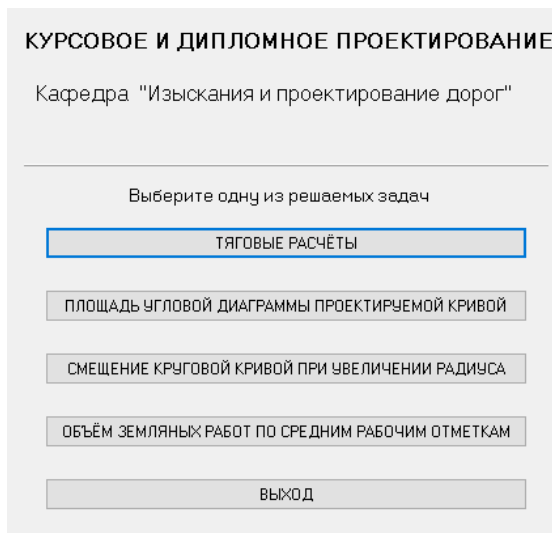 КУРСОВОЕ И ДИПЛОМНОЕ ПРОЕКТИРОВАНИЕ
Кафедра "Изыскания и проектирование дорог"
Выберите одну из решаемых задач
ТЯГОВЫЕ РАСЧЁТЫ
ПЛОЩАДЬ УГЛОВОЙ ДИАГРАММЫ ПРОЕКТИРУЕМОЙ КРИВОЙ
СМЕЩЕНИЕ КРУГОВОЙ КРИВОЙ ПРИ УВЕЛИЧЕНИИ РАДИУСА
ОБЪЁМ ЗЕМЛЯНЫХ РАБОТ ПО СРЕДНИМ РАБОЧИМ ОТМЕТКАМ
ВЫХОД